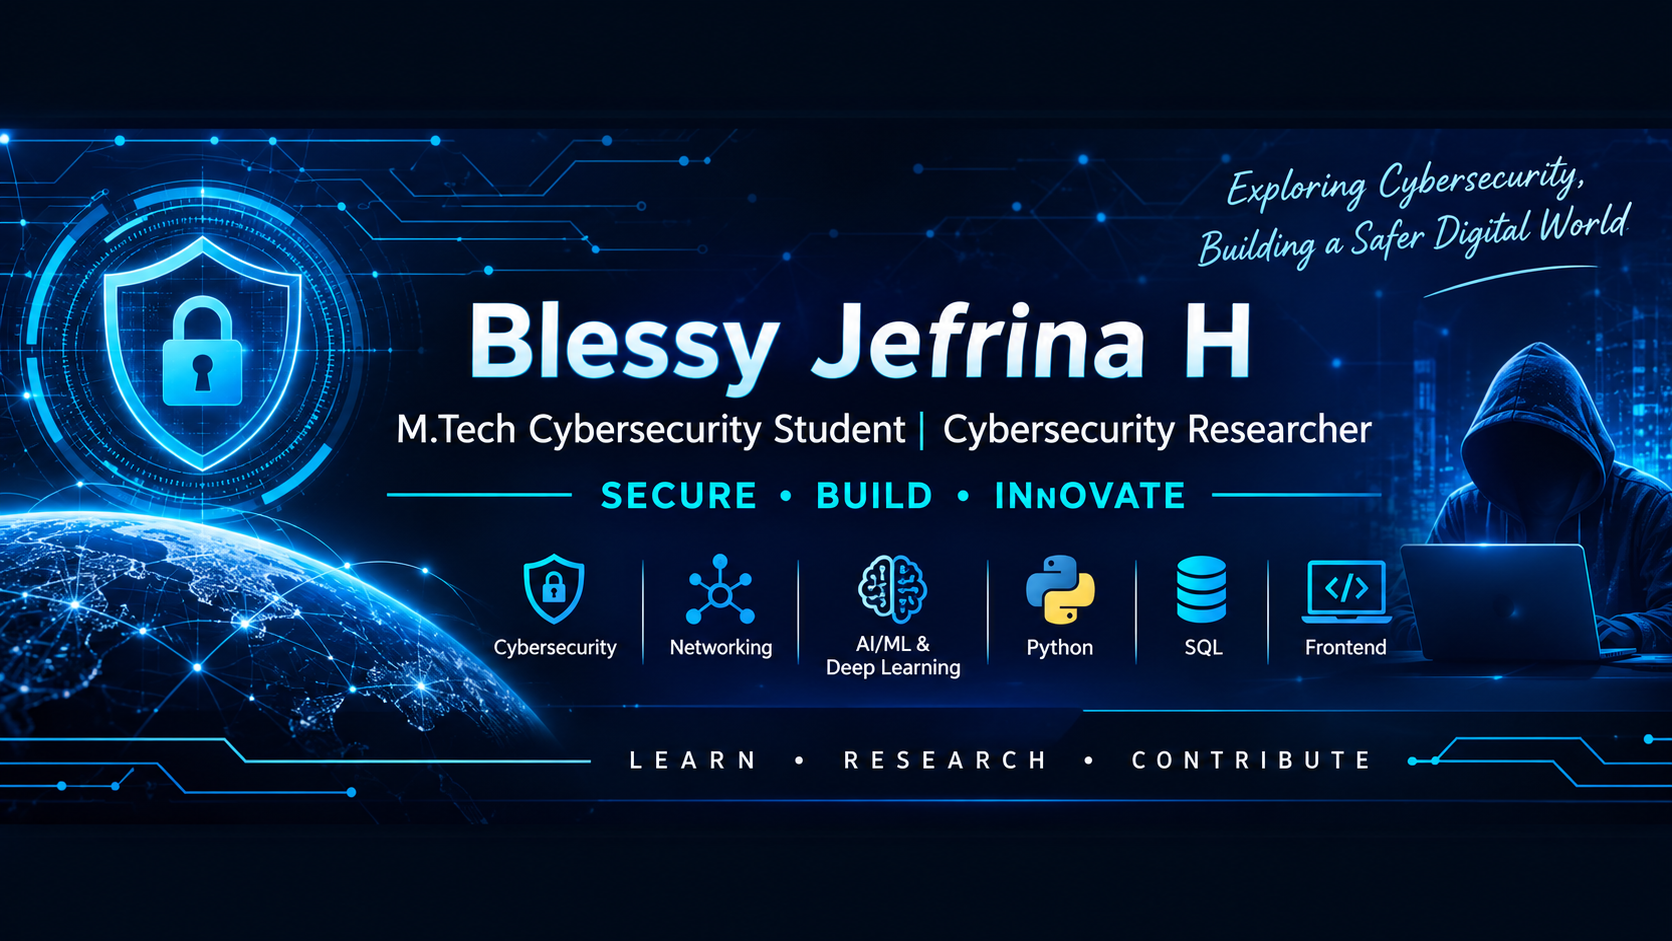 Exploring Cybersecurity,
Building a Safer Digital World
Blessy Jefrina H
M.Tech Cybersecurity Student | Cybersecurity Researcher
SECURE • BUILD • INnOVATE
Cybersecurity
Networking
AI/ML &
Deep Learning
Python
SQL
Frontend
LEARN • RESEARCH • CONTRIBUTE